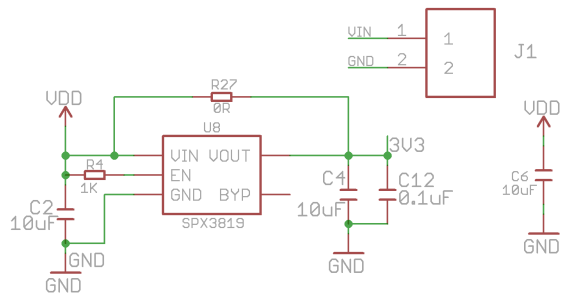 VIN 1
1
GND 2
2
J1
R27
0R
VDD
VDD
U8
3V3
VIN VOUT
R4
EN
1K
GND BYP
C4
C12
C6
C2
10uF
0.1uF
10uF
10uF
SPX3819
GND
GND
GND
GND